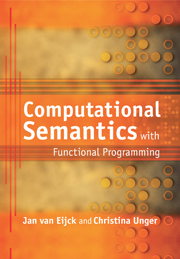 Computational
Semantics with
Functional Programming
Jan van Eijck and Christina Unger